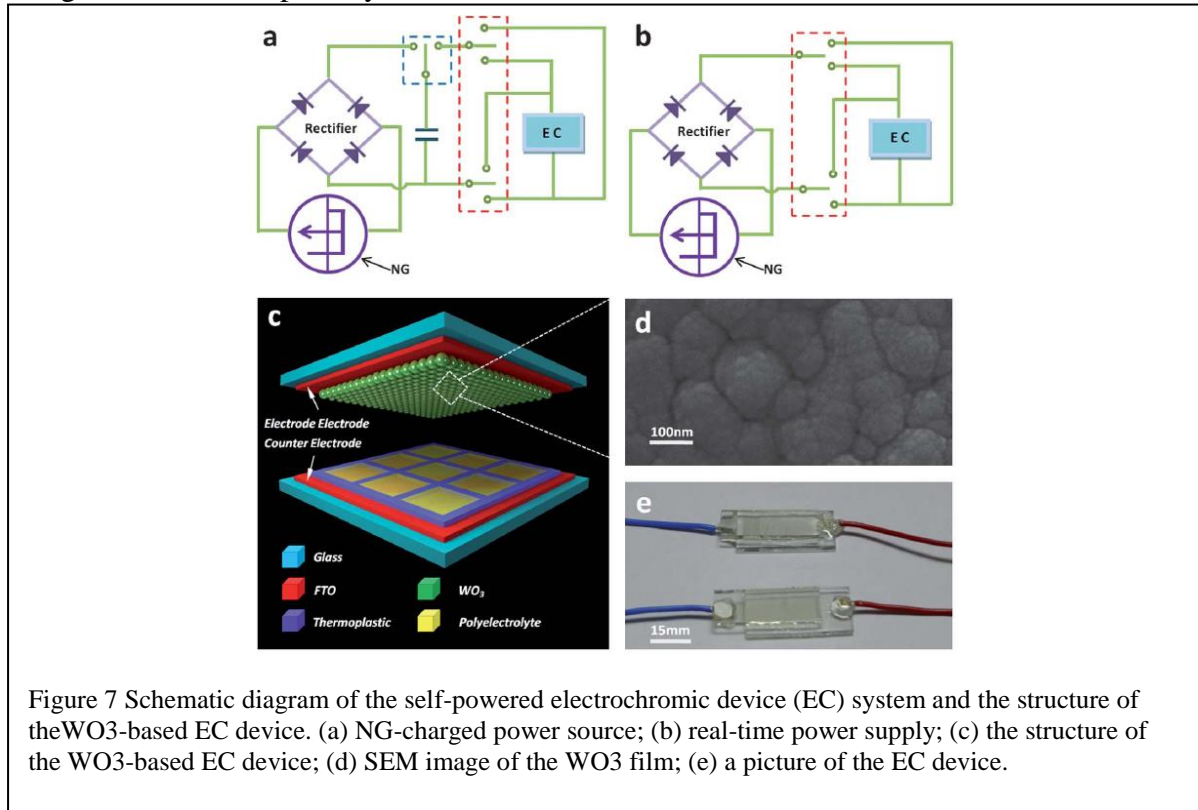 a
b
Rectifier
E C
NG
Rectifier
E C
NG
c
Electrode Electrode
Counter Electrode
Glass
FTO
WO₃
Thermoplastic
Polyelectrolyte
d
100nm
e
15mm
Figure 7 Schematic diagram of the self-powered electrochromic device (EC) system and the structure of
theWO3-based EC device. (a) NG-charged power source; (b) real-time power supply; (c) the structure of
the WO3-based EC device; (d) SEM image of the WO3 film; (e) a picture of the EC device.